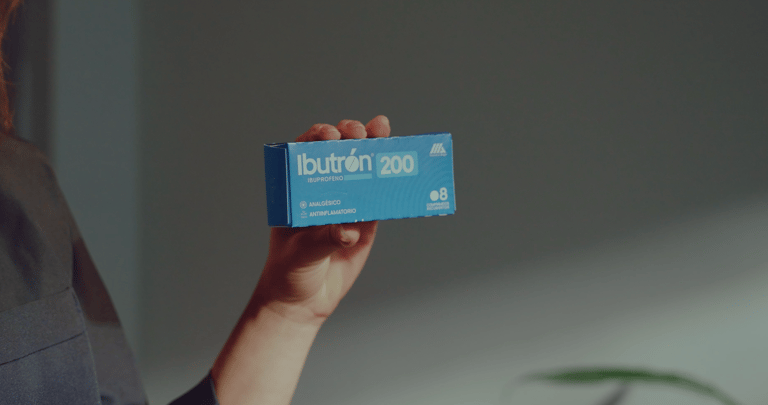 Ibutrón 200
IBUPROFENO
ANALGÉSICO
ANTIINFLAMATORIO
8